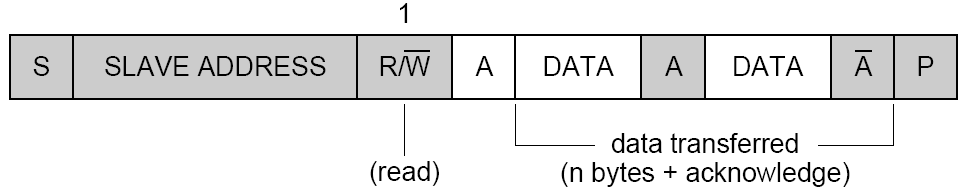 1
S SLAVE ADDRESS R/W̅ A DATA A DATA A̅ P
data transferred
(read) (n bytes + acknowledge)